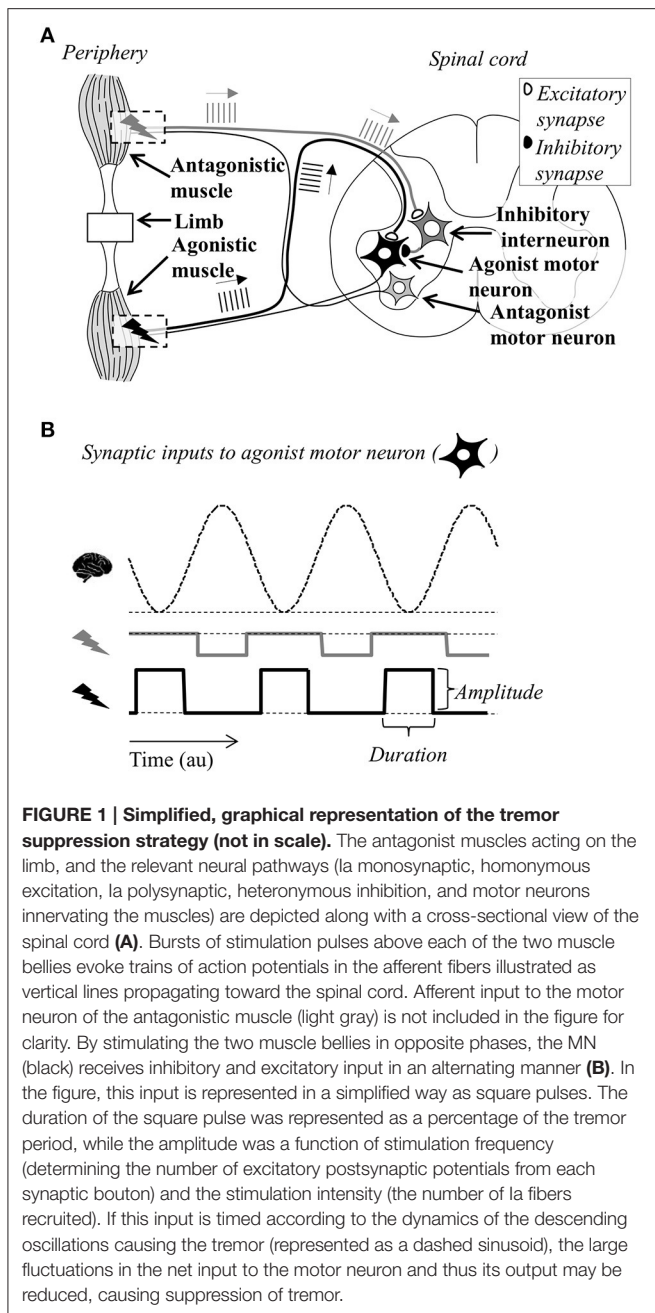 A
Periphery
Spinal cord
Excitatory
synapse
Inhibitory
synapse
Antagonistic
muscle
Limb
Agonistic
muscle
Inhibitory
interneuron
Agonist motor
neuron
Antagonist
motor neuron
B
Synaptic inputs to agonist motor neuron ( )
Amplitude
Time (au)
Duration
FIGURE 1 | Simplified, graphical representation of the tremor
suppression strategy (not in scale). The antagonist muscles acting on the
limb, and the relevant neural pathways (Ia monosynaptic, homonymous
excitation, Ia polysynaptic, heteronymous inhibition, and motor neurons
innervating the muscles) are depicted along with a cross-sectional view of the
spinal cord (A). Bursts of stimulation pulses above each of the two muscle
bellies evoke trains of action potentials in the afferent fibers illustrated as
vertical lines propagating toward the spinal cord. Afferent input to the motor
neuron of the antagonistic muscle (light gray) is not included in the figure for
clarity. By stimulating the two muscle bellies in opposite phases, the MN
(black) receives inhibitory and excitatory input in an alternating manner (B). In
the figure, this input is represented in a simplified way as square pulses. The
duration of the square pulse was represented as a percentage of the tremor
period, while the amplitude was a function of stimulation frequency
(determining the number of excitatory postsynaptic potentials from each
synaptic bouton) and the stimulation intensity (the number of Ia fibers
recruited). If this input is timed according to the dynamics of the descending
oscillations causing the tremor (represented as a dashed sinusoid), the large
fluctuations in the net input to the motor neuron and thus its output may be
reduced, causing suppression of tremor.